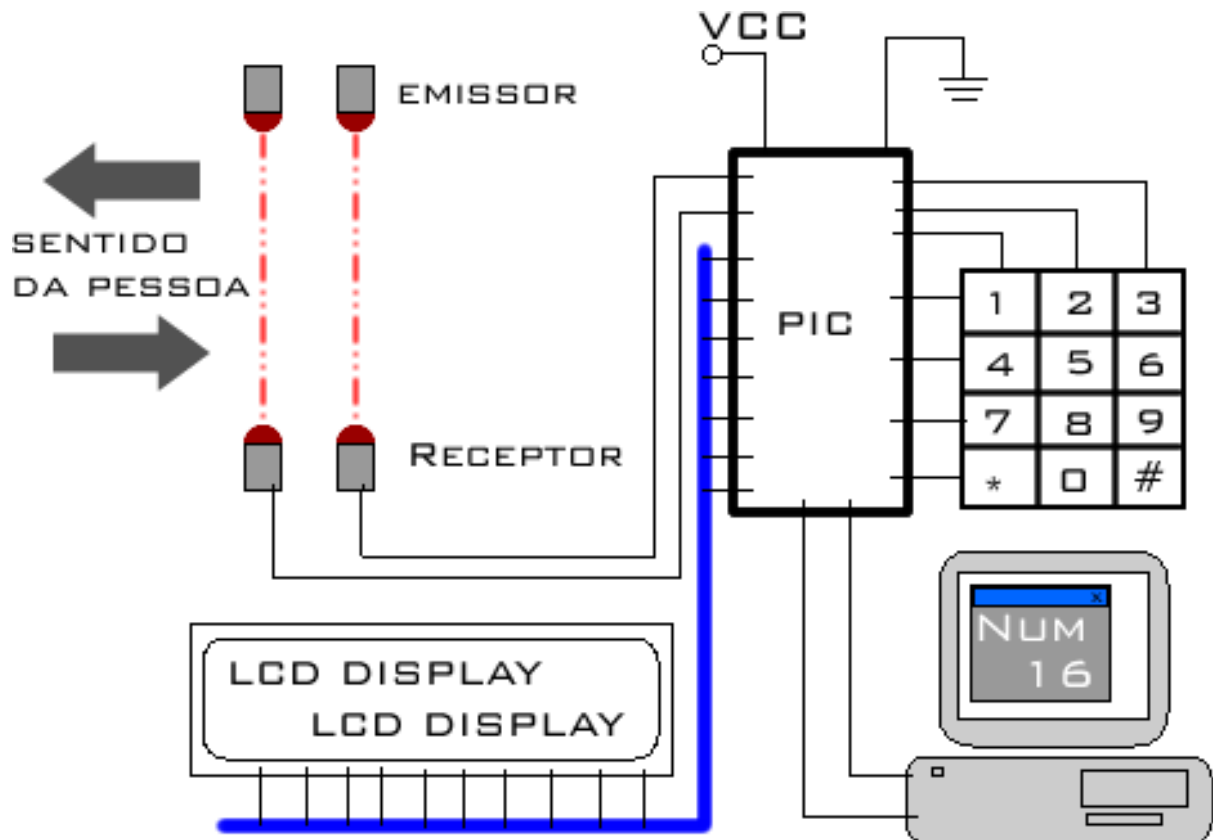 VCC
EMISSOR
SENTIDO
DA PESSOA
RECEPTOR
PIC
1 2 3
4 5 6
7 8 9
* 0 #
LCD DISPLAY
LCD DISPLAY
x
NUM
16